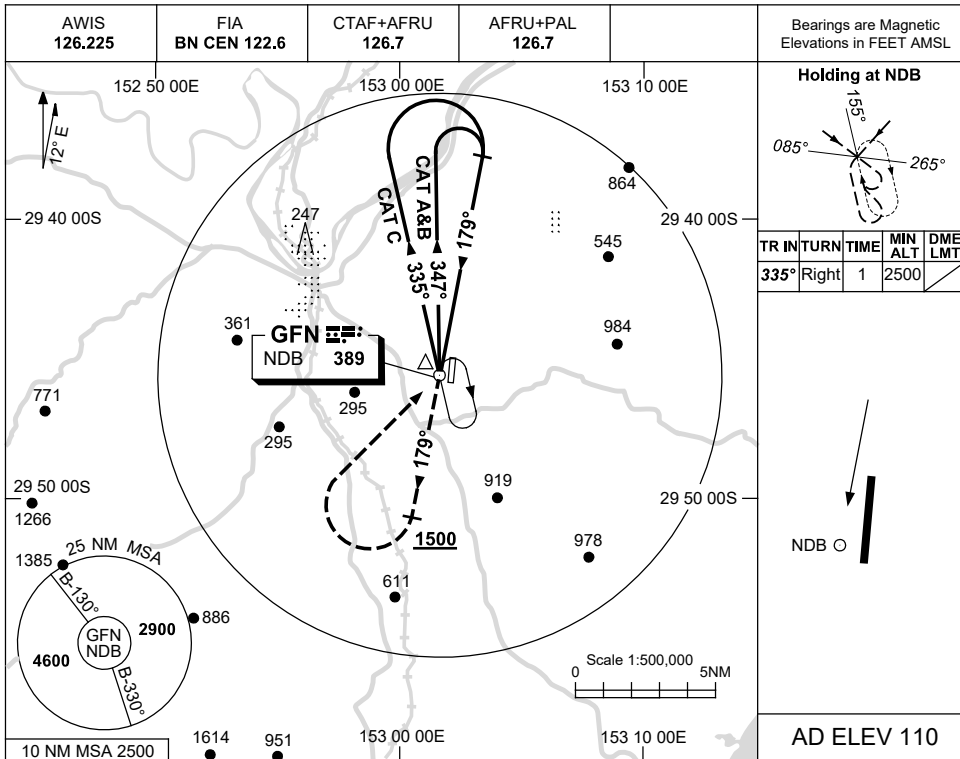 AWIS
126.225
FIA
BN CEN 122.6
CTAF+AFRU
126.7
AFRU+PAL
126.7
Bearings are Magnetic
Elevations in FEET AMSL
152 50 00E
153 00 00E
153 10 00E
12° E
29 40 00S
29 40 00S
247
864
545
984
361
CAT C
CAT A&B
335°
347°
179°
GFN
NDB 389
295
295
771
29 50 00S
29 50 00S
1266
179°
1500
919
978
611
1385
25 NM MSA
B-130°
GFN
NDB
2900
4600
B-330°
886
Scale 1:500,000
0
5NM
10 NM MSA 2500
1614
951
153 00 00E
153 10 00E
Holding at NDB
155°
085°
265°
TR IN TURN TIME MIN ALT DME LMT
335° Right 1 2500
NDB
AD ELEV 110